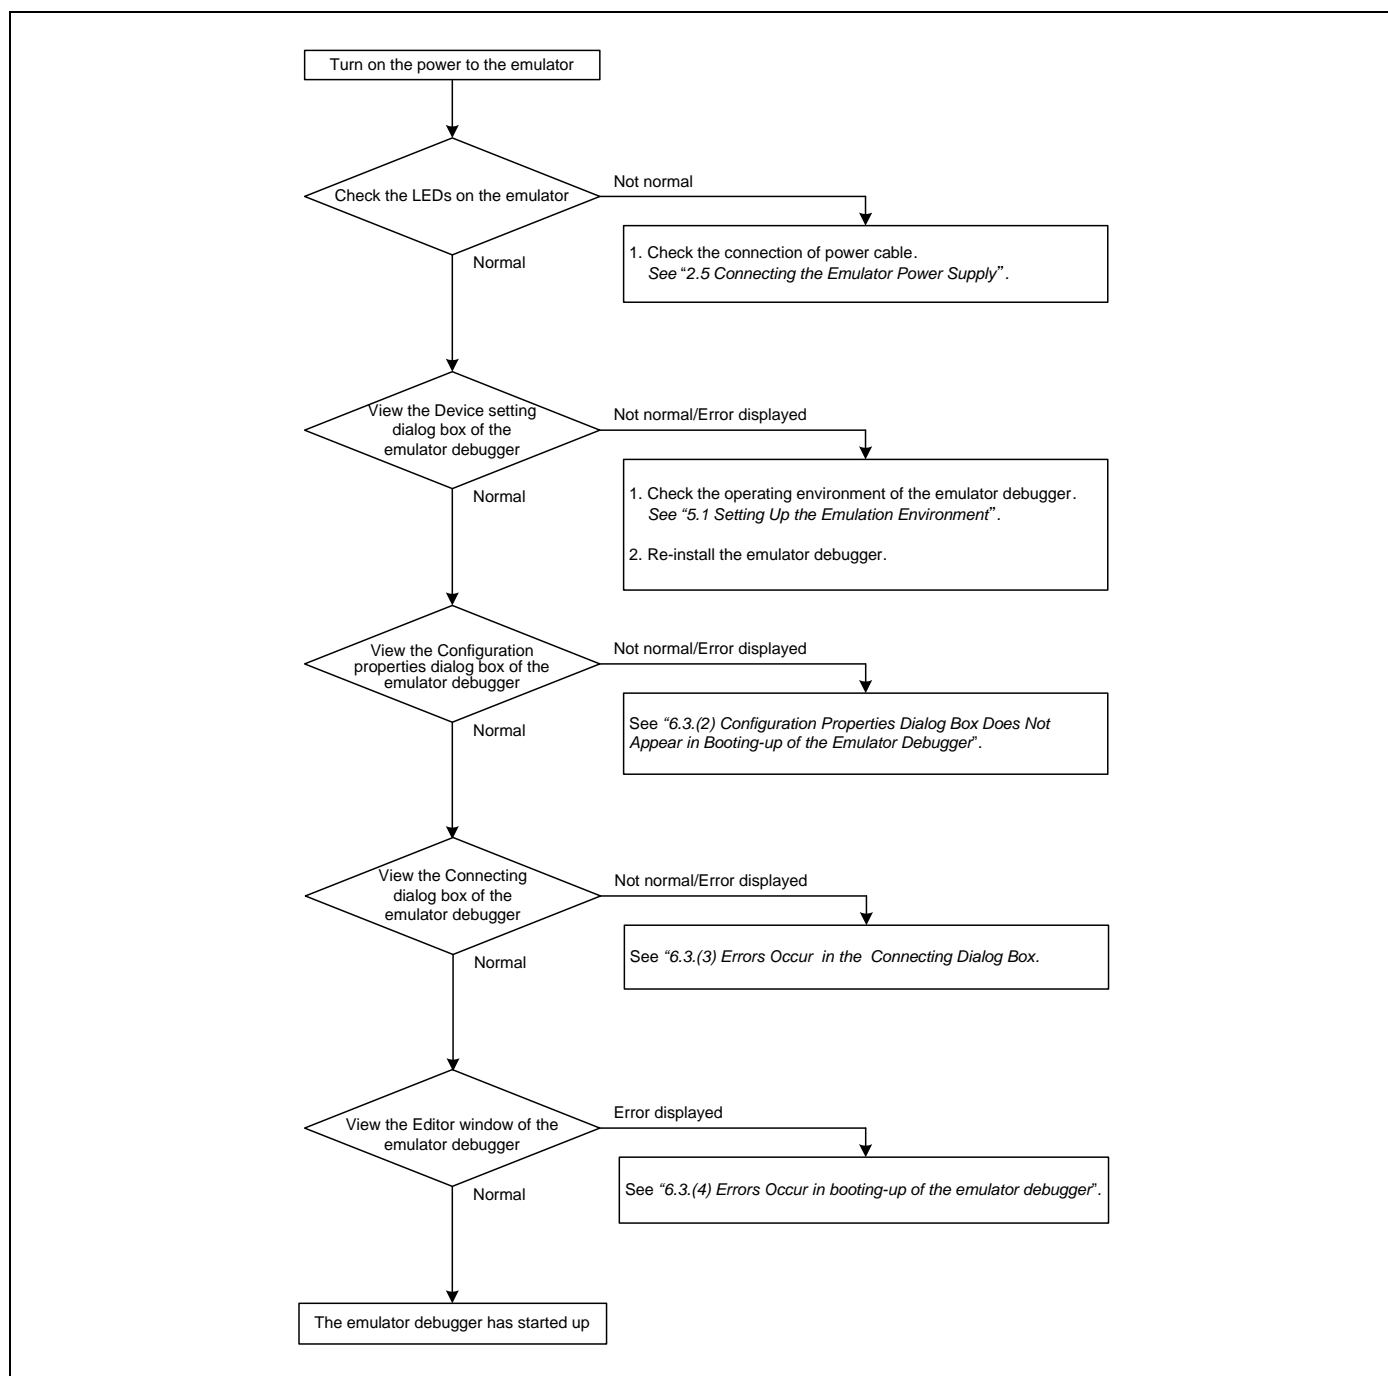 Turn on the power to the emulator
Check the LEDs on the emulator
Not normal
1. Check the connection of power cable.
See “2.5 Connecting the Emulator Power Supply”.
Normal
View the Device setting
dialog box of the
emulator debugger
Not normal/Error displayed
1. Check the operating environment of the emulator debugger.
See “5.1 Setting Up the Emulation Environment”.
2. Re-install the emulator debugger.
Normal
View the Configuration
properties dialog box of the
emulator debugger
Not normal/Error displayed
See “6.3.(2) Configuration Properties Dialog Box Does Not
Appear in Booting-up of the Emulator Debugger”.
Normal
View the Connecting
dialog box of the
emulator debugger
Not normal/Error displayed
See “6.3.(3) Errors Occur in the Connecting Dialog Box.
Normal
View the Editor window of the
emulator debugger
Error displayed
See “6.3.(4) Errors Occur in booting-up of the emulator debugger”.
Normal
The emulator debugger has started up